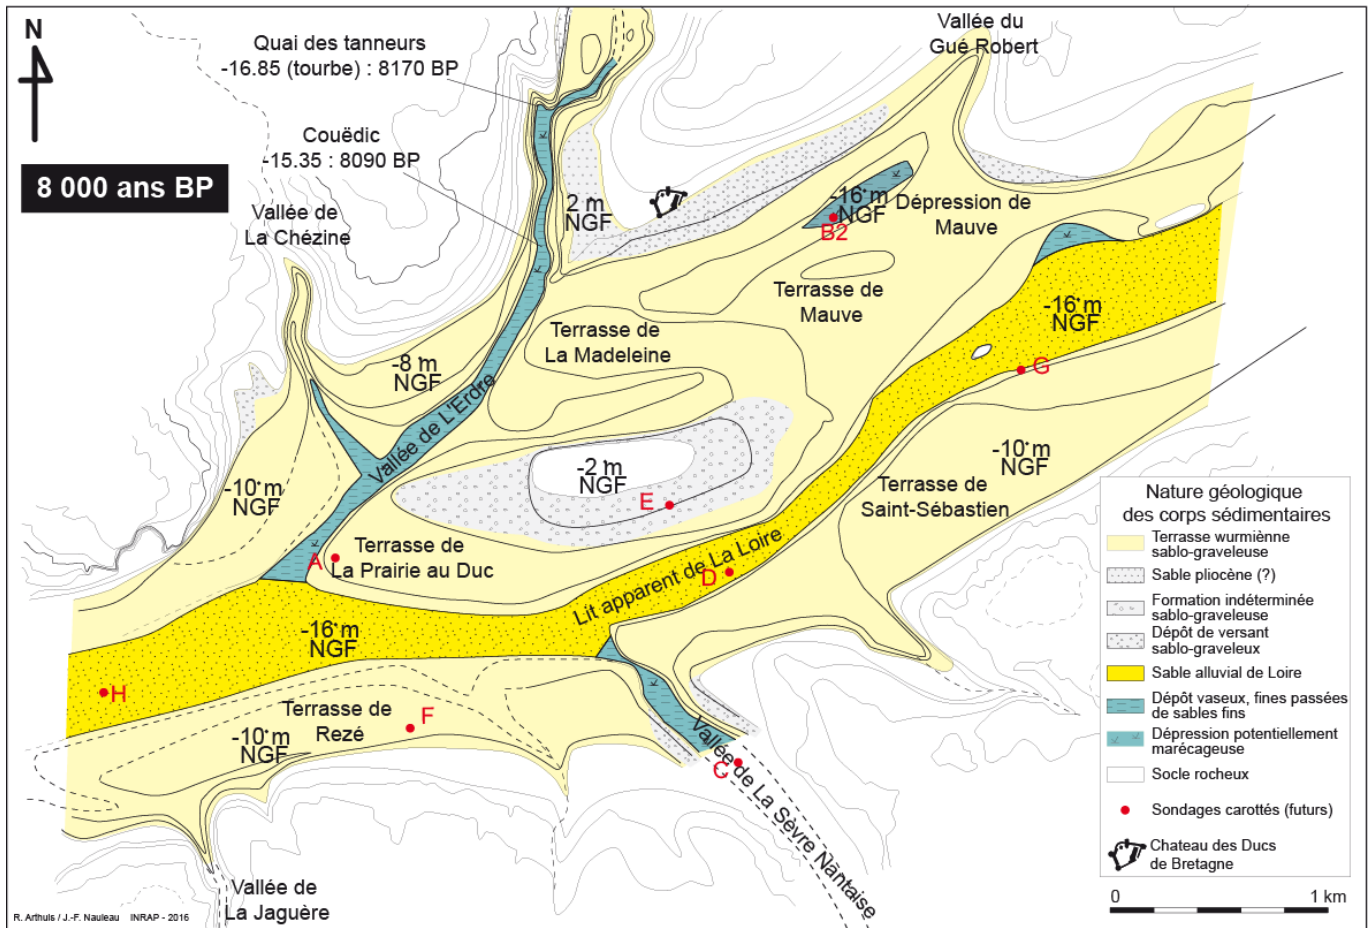 N
8 000 ans BP
Quai des tanneurs
-16.85 (tourbe) : 8170 BP
Couëdic
-15.35 : 8090 BP
Vallée de
La Chézine
Vallée du
Gué Robert
2 m
NGF
-16 m
NGF
B2
Dépression de
Mauve
Terrasse de
Mauve
-16 m
NGF
Terrasse de
La Madeleine
-8 m
NGF
Vallée de L'Erdre
G
-10 m
NGF
-2 m
NGF
E
-10 m
NGF
Terrasse de
Saint-Sébastien
A
Terrasse de
La Prairie au Duc
Lit apparent de La Loire
D
-16 m
NGF
H
Terrasse de
Rezé
F
-10 m
NGF
C
Vallée de La Sèvre Nantaise
Vallée de
La Jaguère
R. Arthuis / J.-F. Nauleau INRAP - 2016
Nature géologique
des corps sédimentaires
Terrasse wurmiènne
sablo-graveleuse
Sable pliocène (?)
Formation indéterminée
sablo-graveleuse
Dépôt de versant
sablo-graveleux
Sable alluvial de Loire
Dépôt vaseux, fines passées
de sables fins
Dépression potentiellement
marécageuse
Socle rocheux
Sondages carottés (futurs)
Chateau des Ducs
de Bretagne
0 1 km